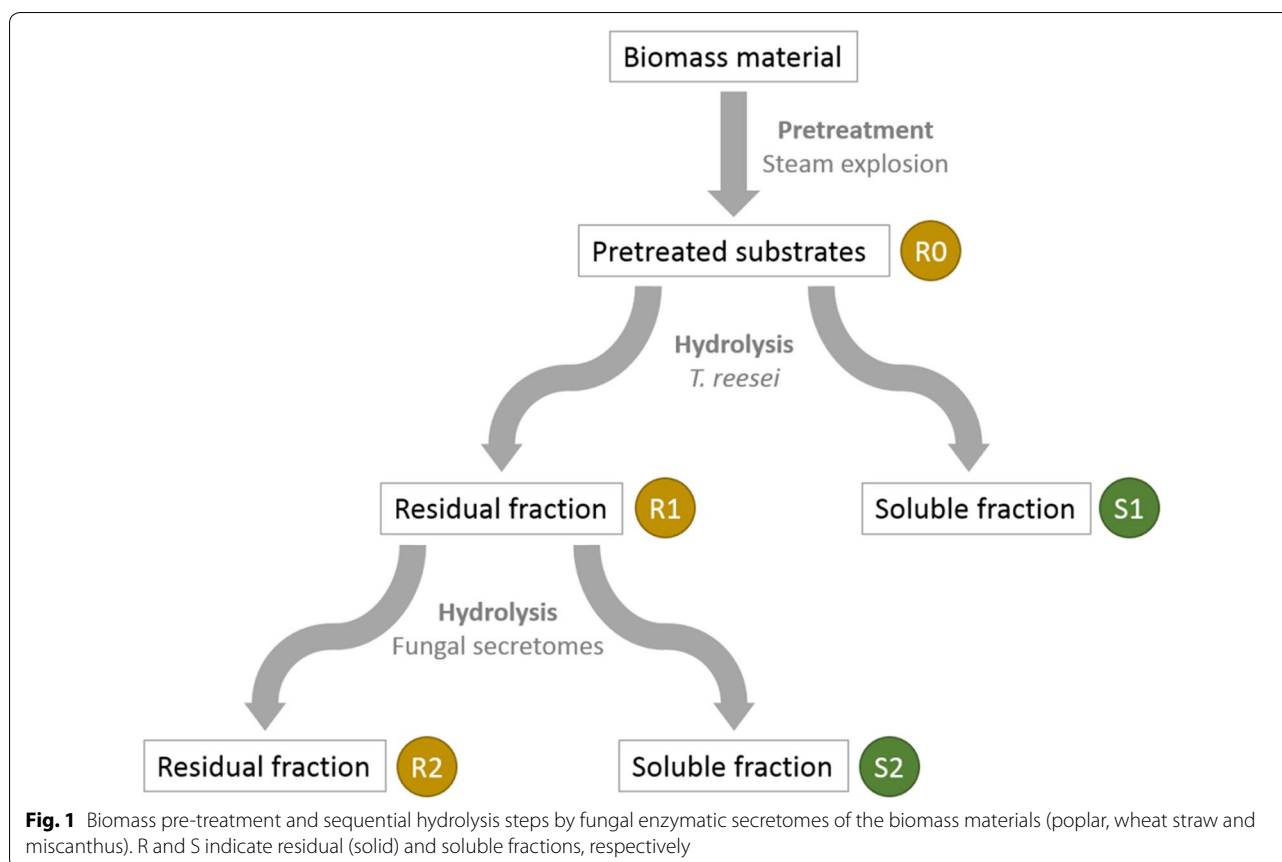 Biomass material
Pretreatment
Steam explosion
Pretreated substrates R0
Hydrolysis
T. reesei
Residual fraction R1 Soluble fraction S1
Hydrolysis
Fungal secretomes
Residual fraction R2 Soluble fraction S2
Fig. 1 Biomass pre-treatment and sequential hydrolysis steps by fungal enzymatic secretomes of the biomass materials (poplar, wheat straw and
miscanthus). R and S indicate residual (solid) and soluble fractions, respectively